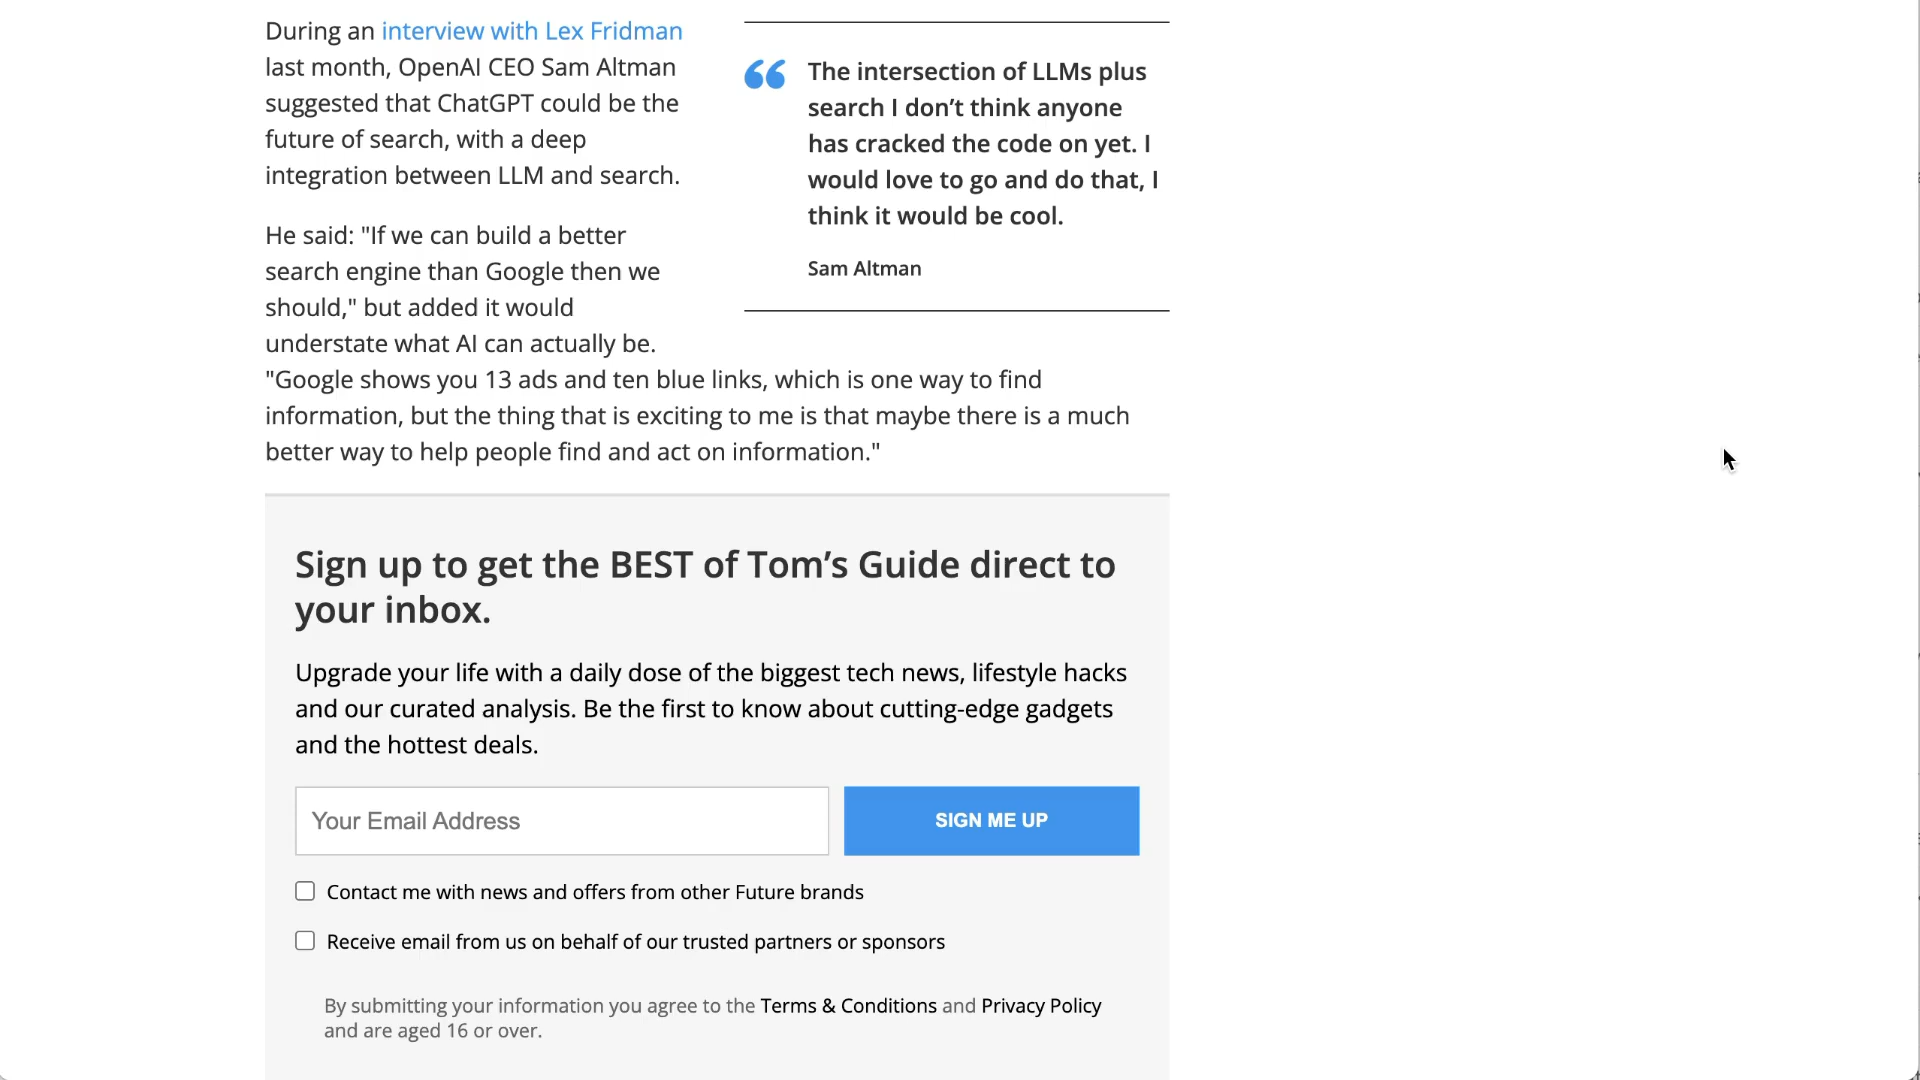 During an interview with Lex Fridman
last month, OpenAI CEO Sam Altman
suggested that ChatGPT could be the
future of search, with a deep
integration between LLM and search.
He said: "If we can build a better
search engine than Google then we
should," but added it would
understate what AI can actually be.
"Google shows you 13 ads and ten blue links, which is one way to find
information, but the thing that is exciting to me is that maybe there is a much
better way to help people find and act on information."
The intersection of LLMs plus
search I don’t think anyone
has cracked the code on yet. I
would love to go and do that, I
think it would be cool.
Sam Altman
Sign up to get the BEST of Tom’s Guide direct to
your inbox.
Upgrade your life with a daily dose of the biggest tech news, lifestyle hacks
and our curated analysis. Be the first to know about cutting-edge gadgets
and the hottest deals.
Your Email Address
SIGN ME UP
Contact me with news and offers from other Future brands
Receive email from us on behalf of our trusted partners or sponsors
By submitting your information you agree to the Terms & Conditions and Privacy Policy
and are aged 16 or over.